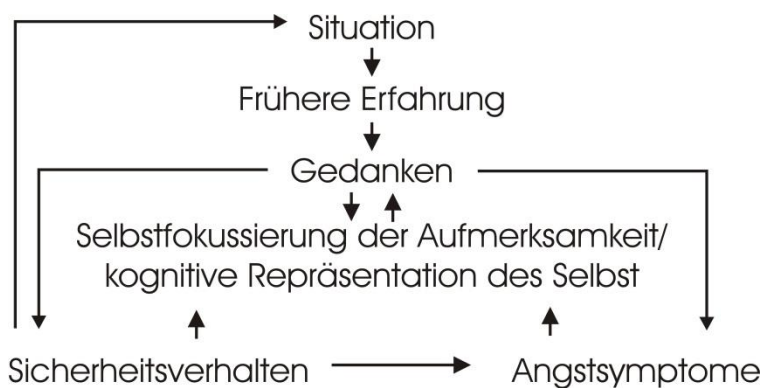 Situation
Frühere Erfahrung
Gedanken
Selbstfokussierung der Aufmerksamkeit/
kognitive Repräsentation des Selbst
Sicherheitsverhalten
Angstsymptome